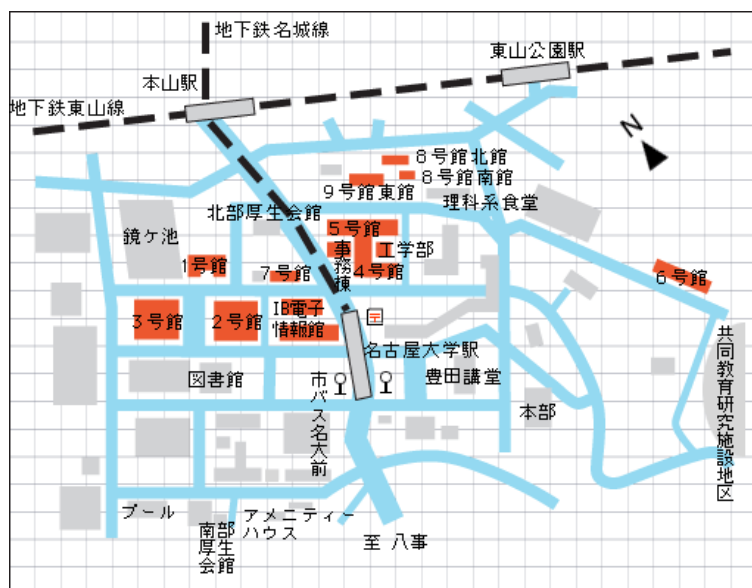 地下鉄名城線
東山公園駅
本山駅
地下鉄東山線
N
8号館北館
8号館南館
9号館東館
理科系食堂
北部厚生会館
5号館
鏡ケ池
事務棟
工学部
1号館
4号館
7号館
6号館
3号館
2号館
IB電子
情報館
〒
名古屋大学駅
共同教育研究施設地区
図書館
市バス名大前
豊田講堂
本部
プール
南部
厚生
会館
アメニティー
ハウス
至 八事